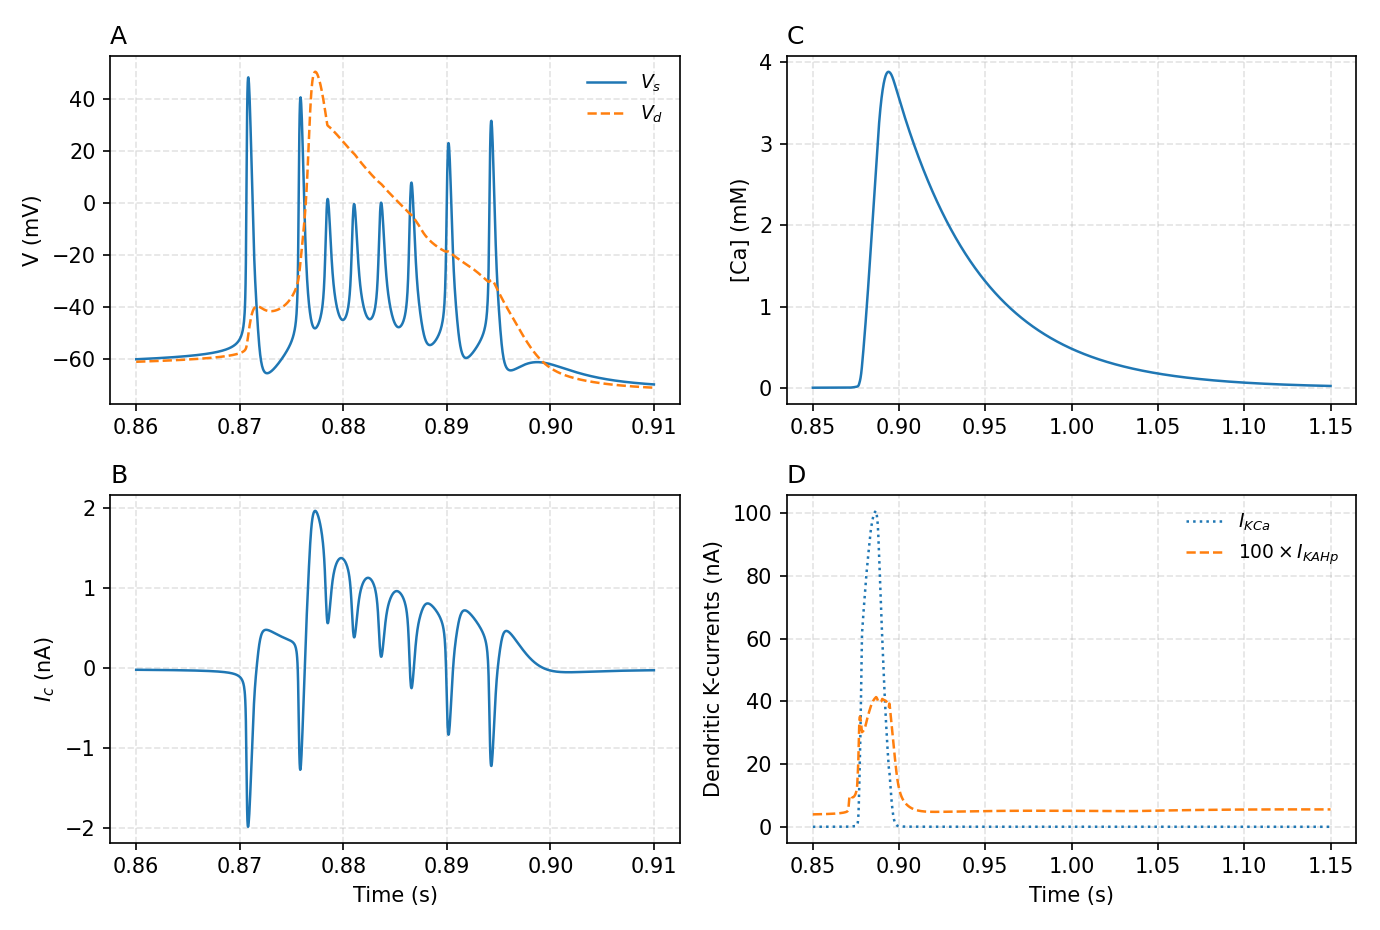 A
V (mV)
40
20
0
−20
−40
−60
V_s
V_d
0.86 0.87 0.88 0.89 0.90 0.91
C
[Ca] (mM)
4
3
2
1
0
0.85 0.90 0.95 1.00 1.05 1.10 1.15
B
I_c (nA)
2
1
0
−1
−2
0.86 0.87 0.88 0.89 0.90 0.91
Time (s)
D
Dendritic K-currents (nA)
100
80
60
40
20
0
I_{KCa}
100 × I_{KAHp}
0.85 0.90 0.95 1.00 1.05 1.10 1.15
Time (s)